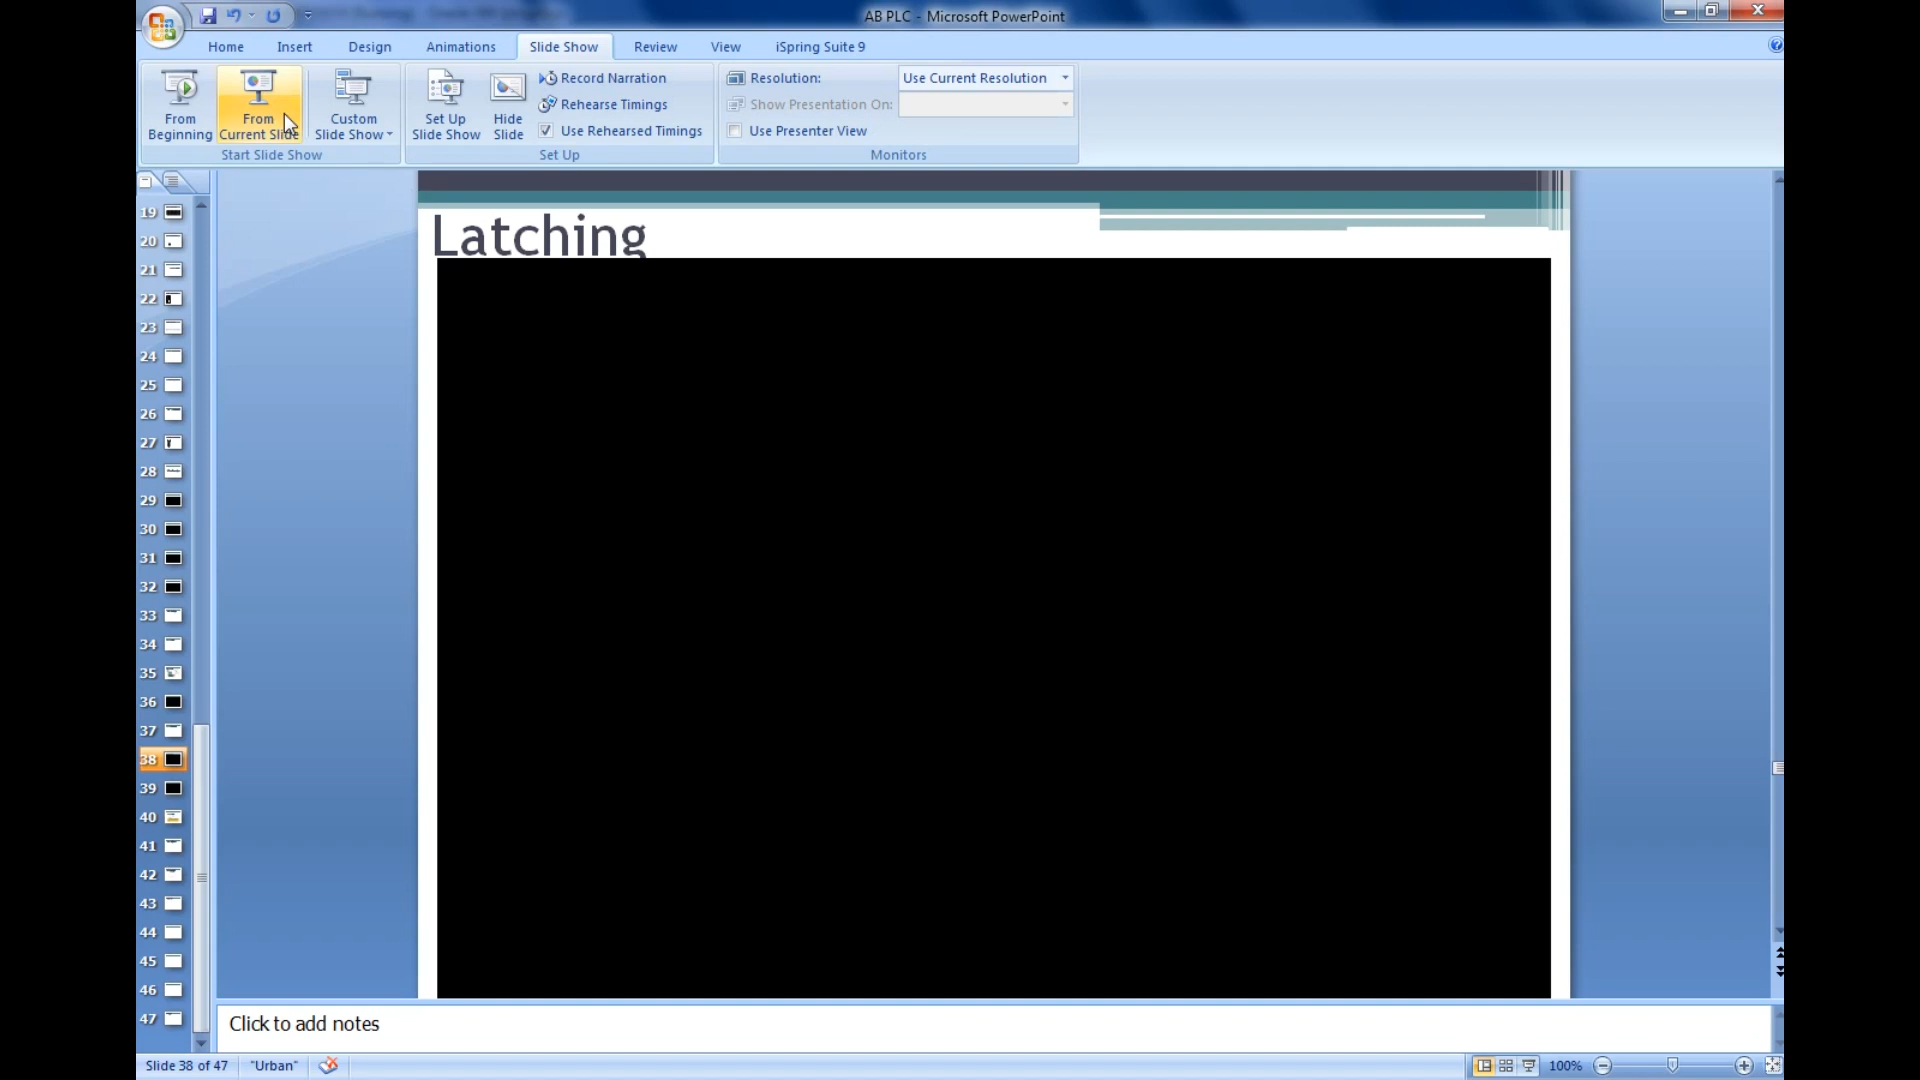 AB PLC - Microsoft PowerPoint
Home Insert Design Animations Slide Show Review View iSpring Suite 9
From Beginning
From Current Slide
Custom Slide Show
Start Slide Show
Set Up Slide Show
Hide Slide
Record Narration
Rehearse Timings
Use Rehearsed Timings
Set Up
Resolution: Use Current Resolution
Show Presentation On:
Use Presenter View
Monitors
19
20
21
22
23
24
25
26
27
28
29
30
31
32
33
34
35
36
37
38
39
40
41
42
43
44
45
46
47
Latching
Click to add notes
Slide 38 of 47 "Urban" 100%